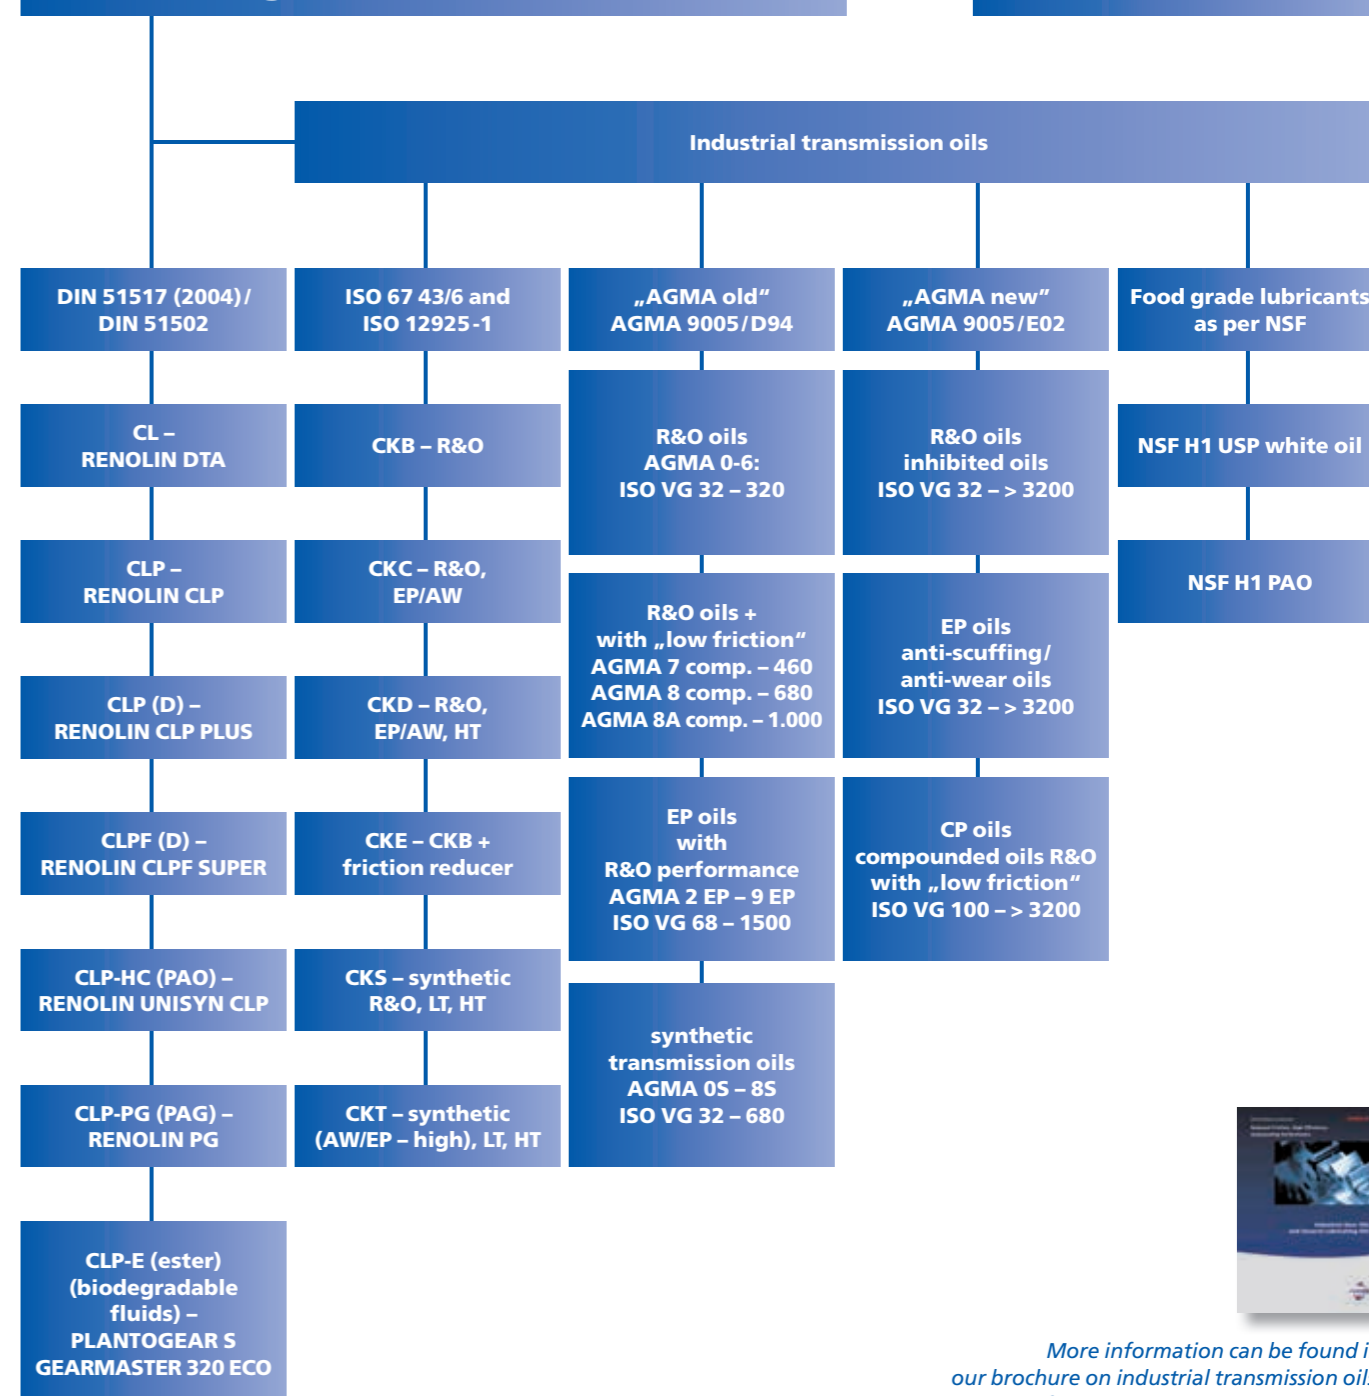 Industrial transmission oils
DIN 51517 (2004)/
DIN 51502
CL –
RENOLIN DTA
CLP –
RENOLIN CLP
CLP (D) –
RENOLIN CLP PLUS
CLPF (D) –
RENOLIN CLPF SUPER
CLP-HC (PAO) –
RENOLIN UNISYN CLP
CLP-PG (PAG) –
RENOLIN PG
CLP-E (ester)
(biodegradable
fluids) –
PLANTOGEAR S
GEARMASTER 320 ECO
ISO 67 43/6 and
ISO 12925-1
CKB – R&O
CKC – R&O,
EP/AW
CKD – R&O,
EP/AW, HT
CKE – CKB +
friction reducer
CKS – synthetic
R&O, LT, HT
CKT – synthetic
(AW/EP – high), LT, HT
„AGMA old“
AGMA 9005/D94
R&O oils
AGMA 0-6:
ISO VG 32 – 320
R&O oils +
with „low friction“
AGMA 7 comp. – 460
AGMA 8 comp. – 680
AGMA 8A comp. – 1.000
EP oils
with
R&O performance
AGMA 2 EP – 9 EP
ISO VG 68 – 1500
synthetic
transmission oils
AGMA 0S – 8S
ISO VG 32 – 680
„AGMA new”
AGMA 9005/E02
R&O oils
inhibited oils
ISO VG 32 – > 3200
EP oils
anti-scuffing/
anti-wear oils
ISO VG 32 – > 3200
CP oils
compounded oils R&O
with „low friction“
ISO VG 100 – > 3200
Food grade lubricants
as per NSF
NSF H1 USP white oil
NSF H1 PAO
More information can be found i
our brochure on industrial transmission oils